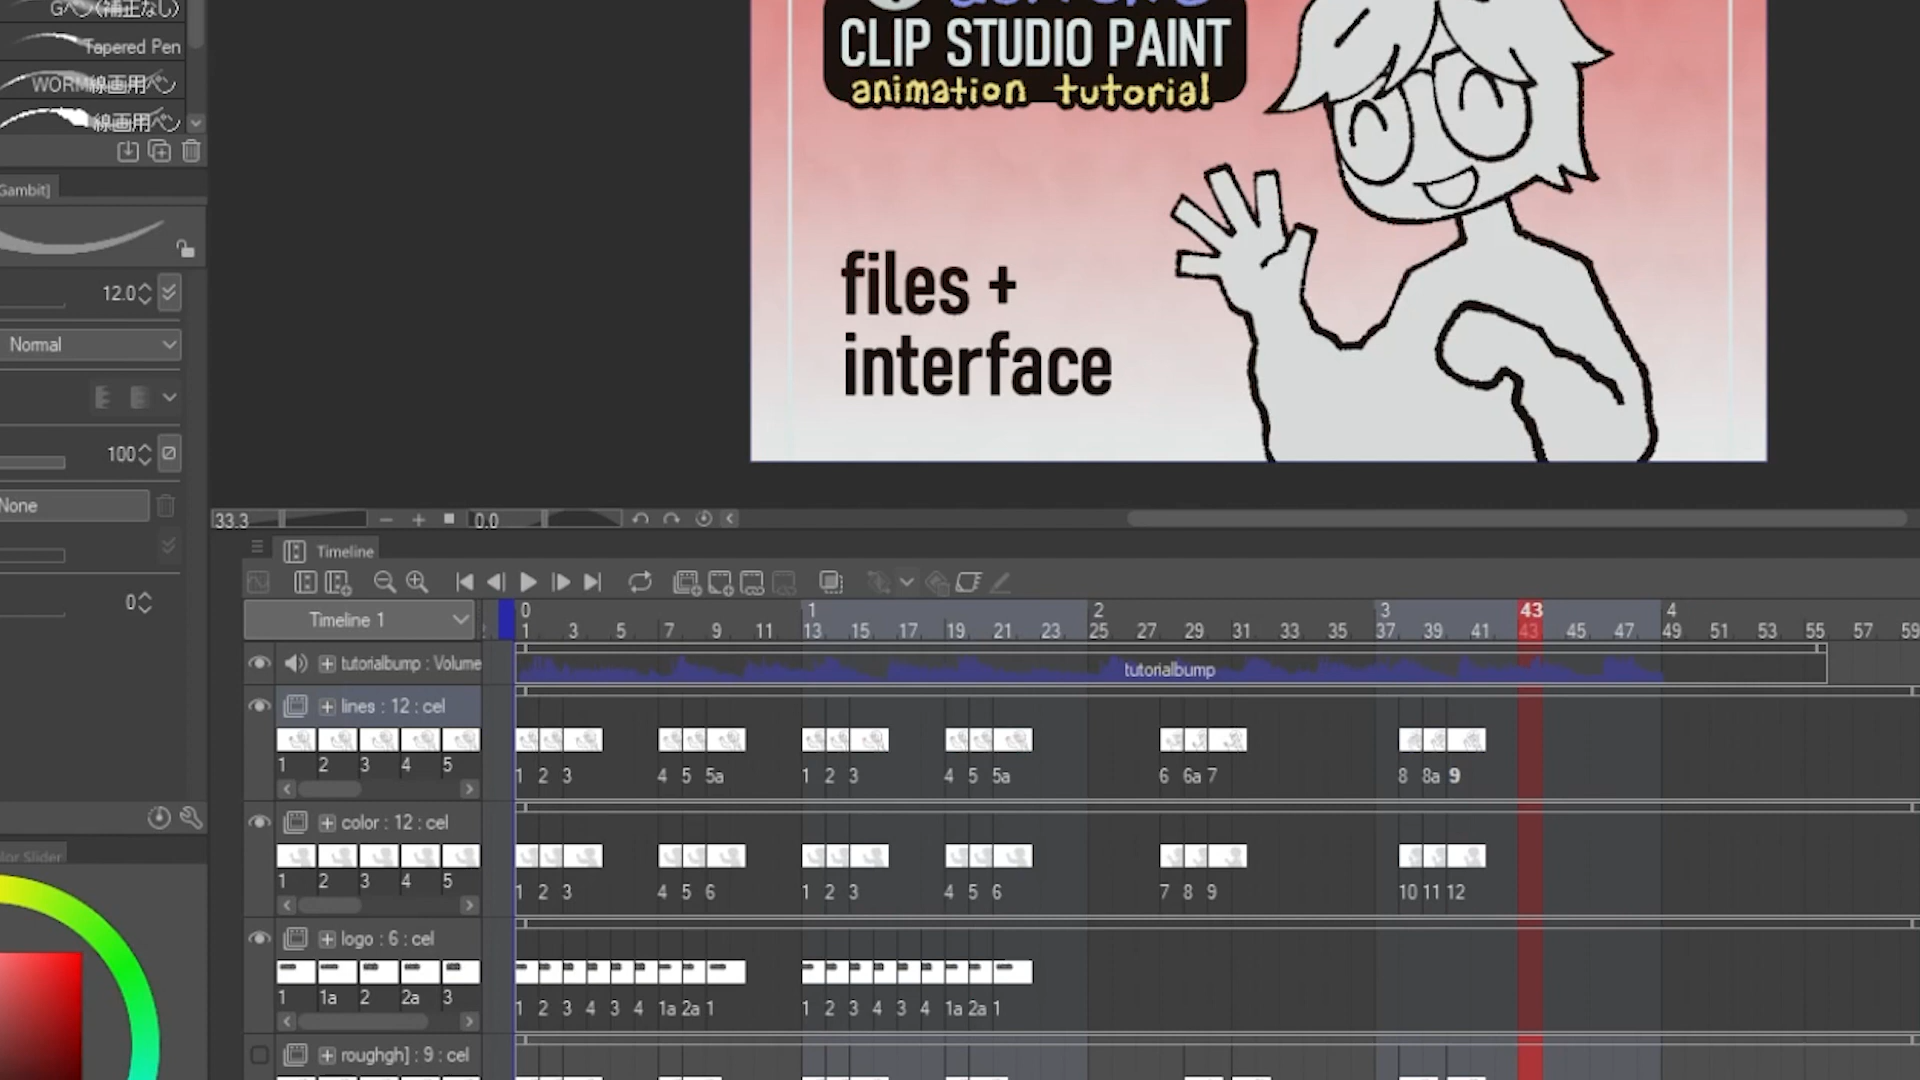 Gペン(補正なし)
Tapered Pen
WORM線画用ペン
線画用ペン
Gambit]
12.0
Normal
100
None
0
CLIP STUDIO PAINT
animation tutorial
files +
interface
33.3
0.0
Timeline
Timeline 1
0 1 2 3 43 4
1 3 5 7 9 11 13 15 17 19 21 23 25 27 29 31 33 35 37 39 41 43 45 47 49 51 53 55 57 59
tutorialbump : Volume
tutorialbump
lines : 12 : cel
1 2 3 4 5
1 2 3 4 5 5a 1 2 3 4 5 5a 6 6a 7 8 8a 9
color : 12 : cel
1 2 3 4 5
1 2 3 4 5 6 1 2 3 4 5 6 7 8 9 10 11 12
logo : 6 : cel
1 1a 2 2a 3
1 2 3 4 3 4 1a 2a 1 1 2 3 4 3 4 1a 2a 1
roughgh] : 9 : cel
lor Slider